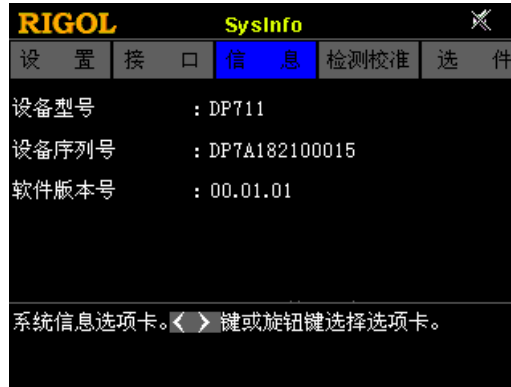 RIGOL SysInfo
设 置 接 口 信 息 检测校准 选 件
设备型号 : DP711
设备序列号 : DP7A182100015
软件版本号 : 00.01.01
系统信息选项卡。< > 键或旋钮键选择选项卡。